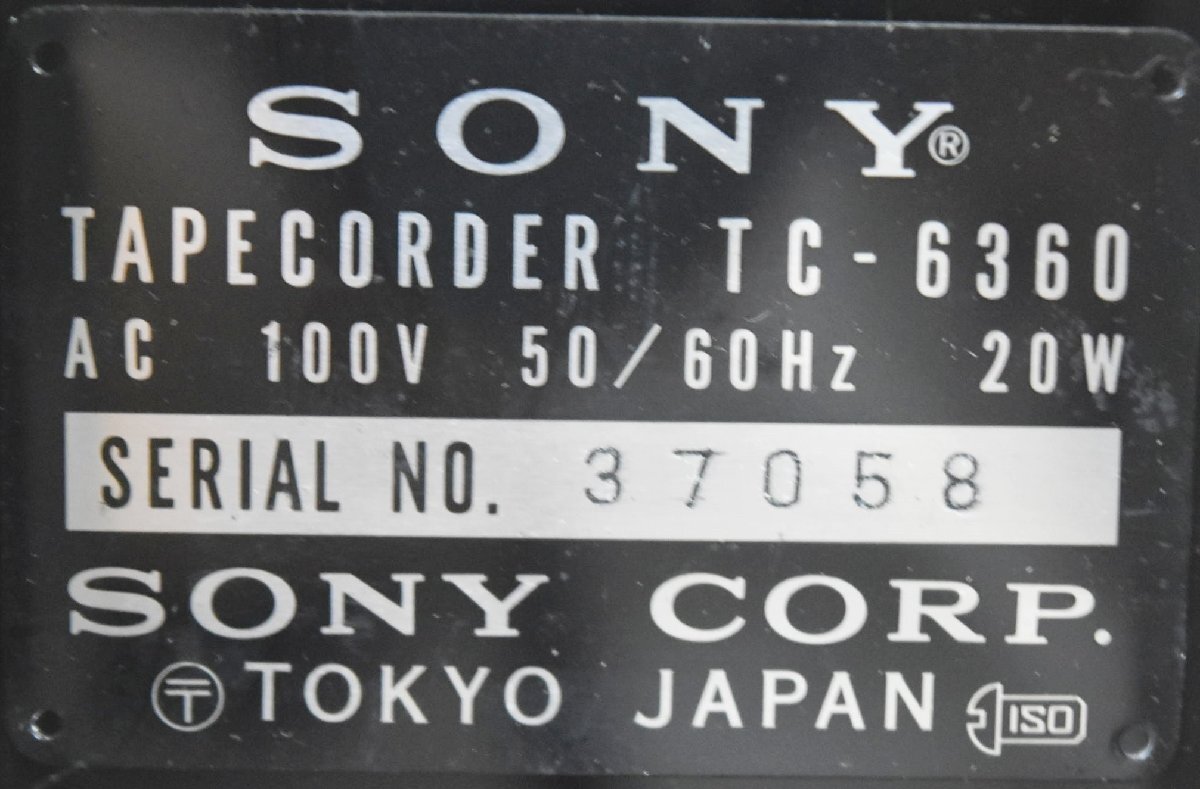 SONY®
TAPECORDER TC-6360
AC 100V 50/60Hz 20W
SERIAL NO. 37058
SONY CORP.
〶 TOKYO JAPAN ISO